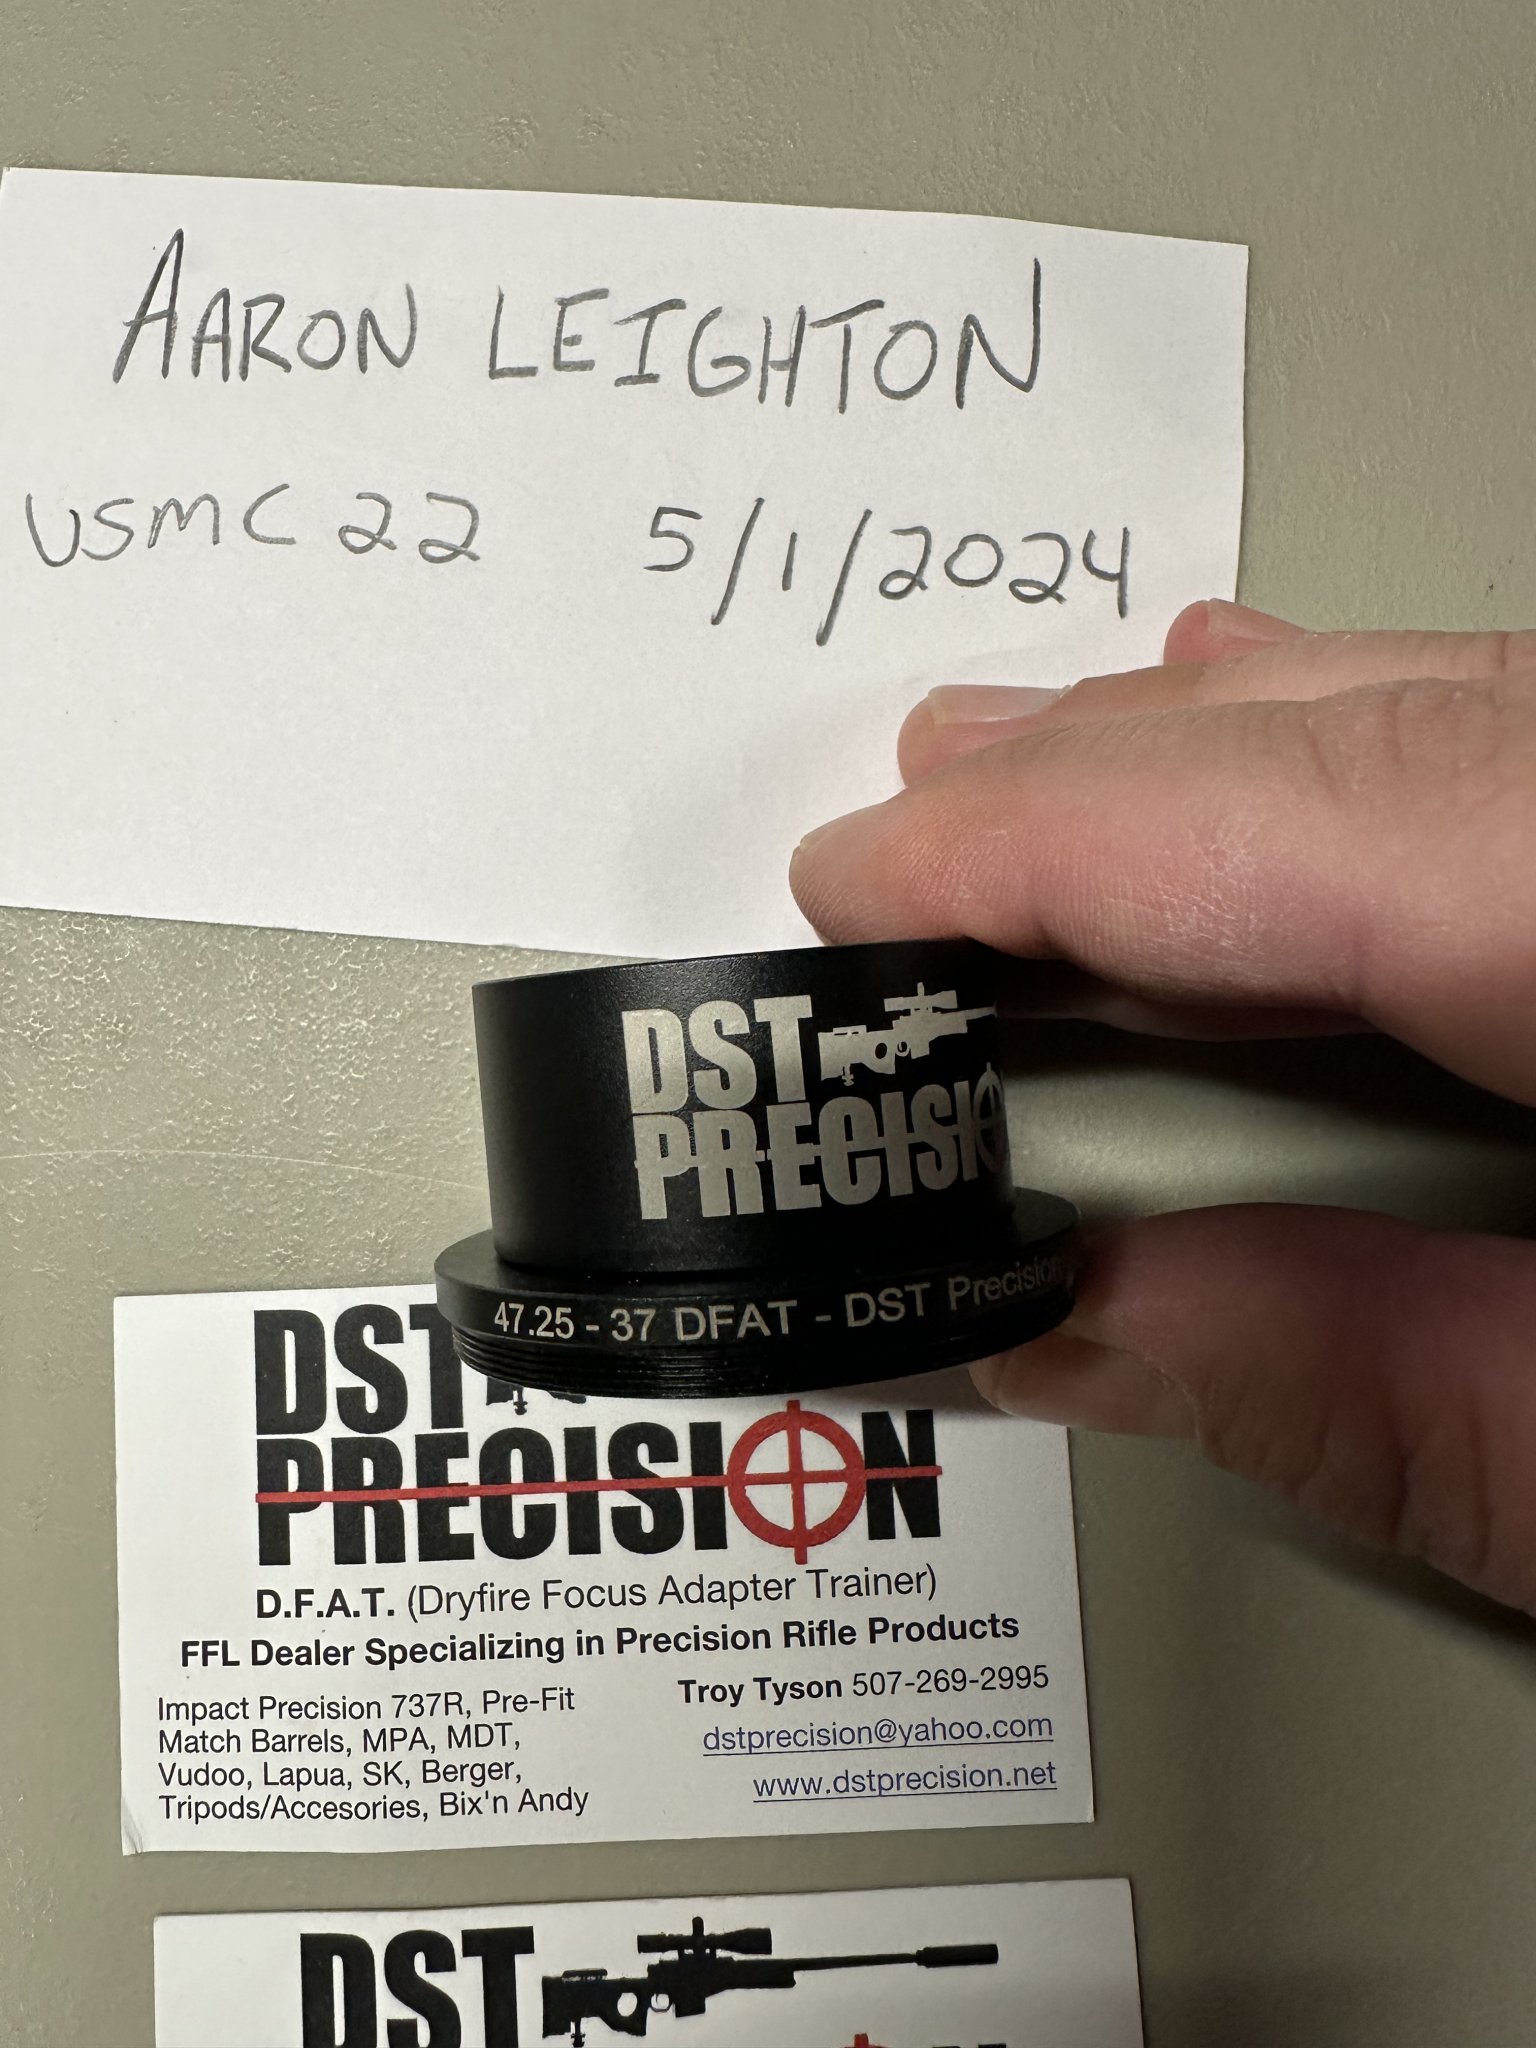 AARON LEIGHTON
USMC 22 5/1/2024
DST
PRECISI
47.25 - 37 DFAT - DST Precision
DST
PRECISION
D.F.A.T. (Dryfire Focus Adapter Trainer)
FFL Dealer Specializing in Precision Rifle Products
Impact Precision 737R, Pre-Fit
Match Barrels, MPA, MDT,
Vudoo, Lapua, SK, Berger,
Tripods/Accesories, Bix'n Andy
Troy Tyson 507-269-2995
dstprecision@yahoo.com
www.dstprecision.net
DST